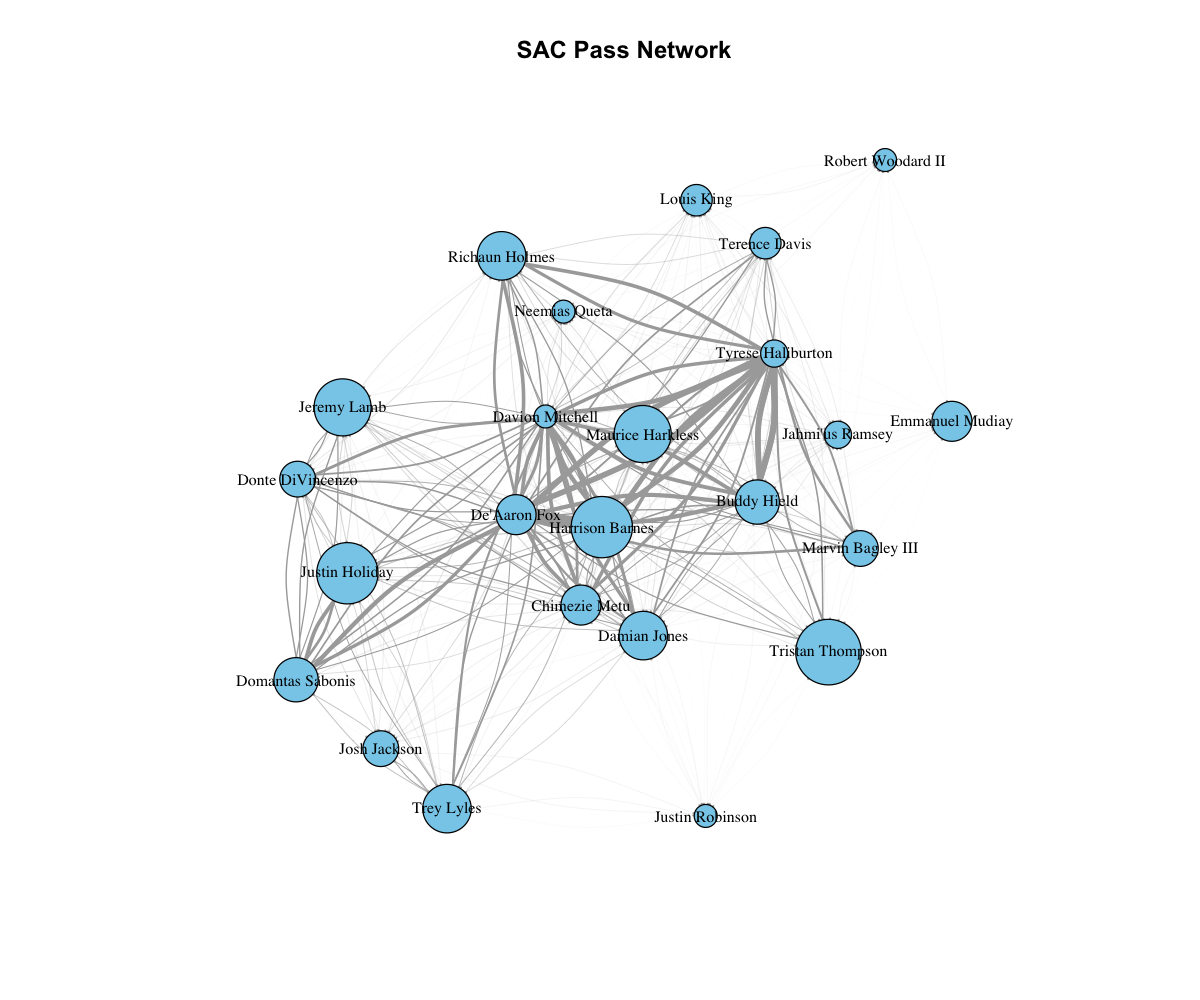 SAC Pass Network
Robert Woodard II
Louis King
Terence Davis
Richaun Holmes
Neemias Queta
Tyrese Haliburton
Jeremy Lamb
Davion Mitchell
Maurice Harkless
Jahmi'us Ramsey
Emmanuel Mudiay
Donte DiVincenzo
De'Aaron Fox
Harrison Barnes
Buddy Hield
Marvin Bagley III
Justin Holiday
Chimezie Metu
Damian Jones
Tristan Thompson
Domantas Sabonis
Josh Jackson
Trey Lyles
Justin Robinson